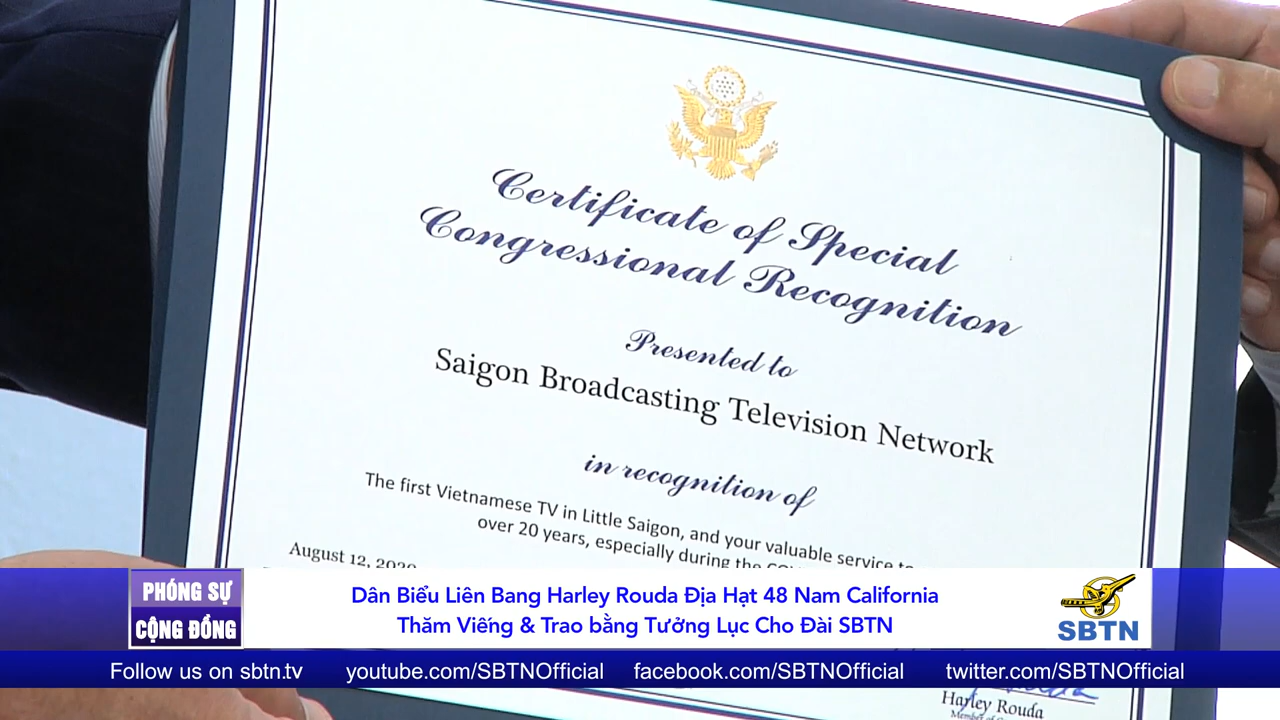 Certificate of Special
Congressional Recognition
Presented to
Saigon Broadcasting Television Network
in recognition of
The first Vietnamese TV in Little Saigon, and your valuable service to
over 20 years, especially during the
August 12, 2020
PHÓNG SỰ
CỘNG ĐỒNG
Dân Biểu Liên Bang Harley Rouda Địa Hạt 48 Nam California
Thăm Viếng & Trao bằng Tưởng Lục Cho Đài SBTN
SBTN
Follow us on sbtn.tv youtube.com/SBTNOfficial facebook.com/SBTNOfficial twitter.com/SBTNOfficial
Harley Rouda
Member of